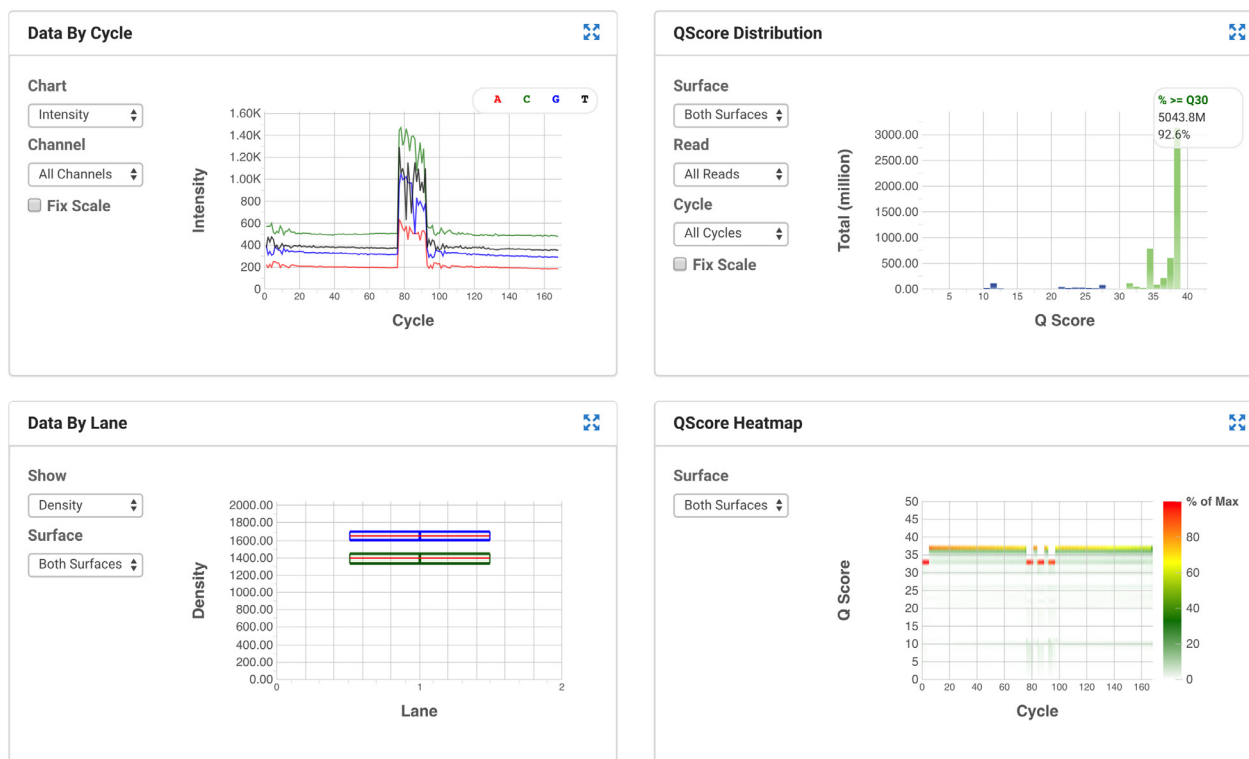 Data By Cycle
Chart
Intensity
Channel
All Channels
Fix Scale
A C G T
Intensity
1.60K
1.40K
1.20K
1.00K
800
600
400
200
0
0 20 40 60 80 100 120 140 160
Cycle
QScore Distribution
Surface
Both Surfaces
Read
All Reads
Cycle
All Cycles
Fix Scale
% >= Q30
5043.8M
92.6%
Total (million)
3000.00
2500.00
2000.00
1500.00
1000.00
500.00
0.00
5 10 15 20 25 30 35 40
Q Score
Data By Lane
Show
Density
Surface
Both Surfaces
Density
2000.00
1800.00
1600.00
1400.00
1200.00
1000.00
800.00
600.00
400.00
200.00
0.00
0 1 2
Lane
QScore Heatmap
Surface
Both Surfaces
Q Score
50
45
40
35
30
25
20
15
10
5
0
0 20 40 60 80 100 120 140 160
Cycle
% of Max
80
60
40
20
0